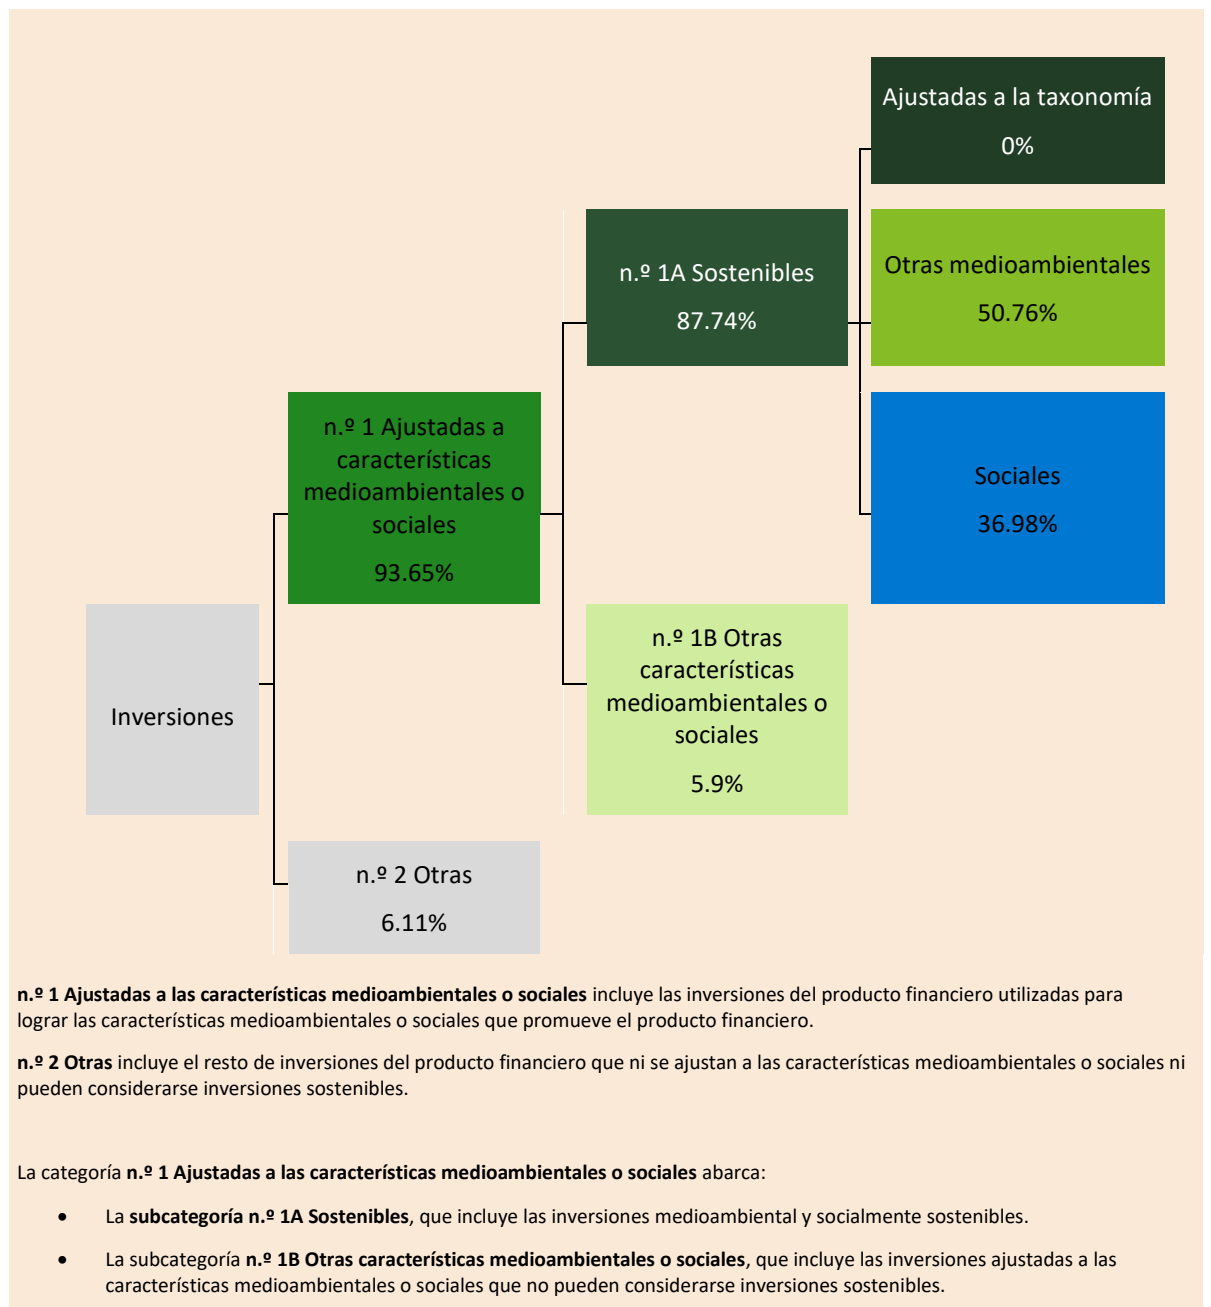 Ajustadas a la taxonomía
0%
Otras medioambientales
50.76%
n.º 1A Sostenibles
87.74%
Sociales
36.98%
n.º 1 Ajustadas a
características
medioambientales o
sociales
93.65%
n.º 1B Otras
características
medioambientales o
sociales
5.9%
Inversiones
n.º 2 Otras
6.11%
n.º 1 Ajustadas a las características medioambientales o sociales incluye las inversiones del producto financiero utilizadas para
lograr las características medioambientales o sociales que promueve el producto financiero.
n.º 2 Otras incluye el resto de inversiones del producto financiero que ni se ajustan a las características medioambientales o sociales ni
pueden considerarse inversiones sostenibles.
La categoría n.º 1 Ajustadas a las características medioambientales o sociales abarca:
• La subcategoría n.º 1A Sostenibles, que incluye las inversiones medioambiental y socialmente sostenibles.
• La subcategoría n.º 1B Otras características medioambientales o sociales, que incluye las inversiones ajustadas a las
características medioambientales o sociales que no pueden considerarse inversiones sostenibles.